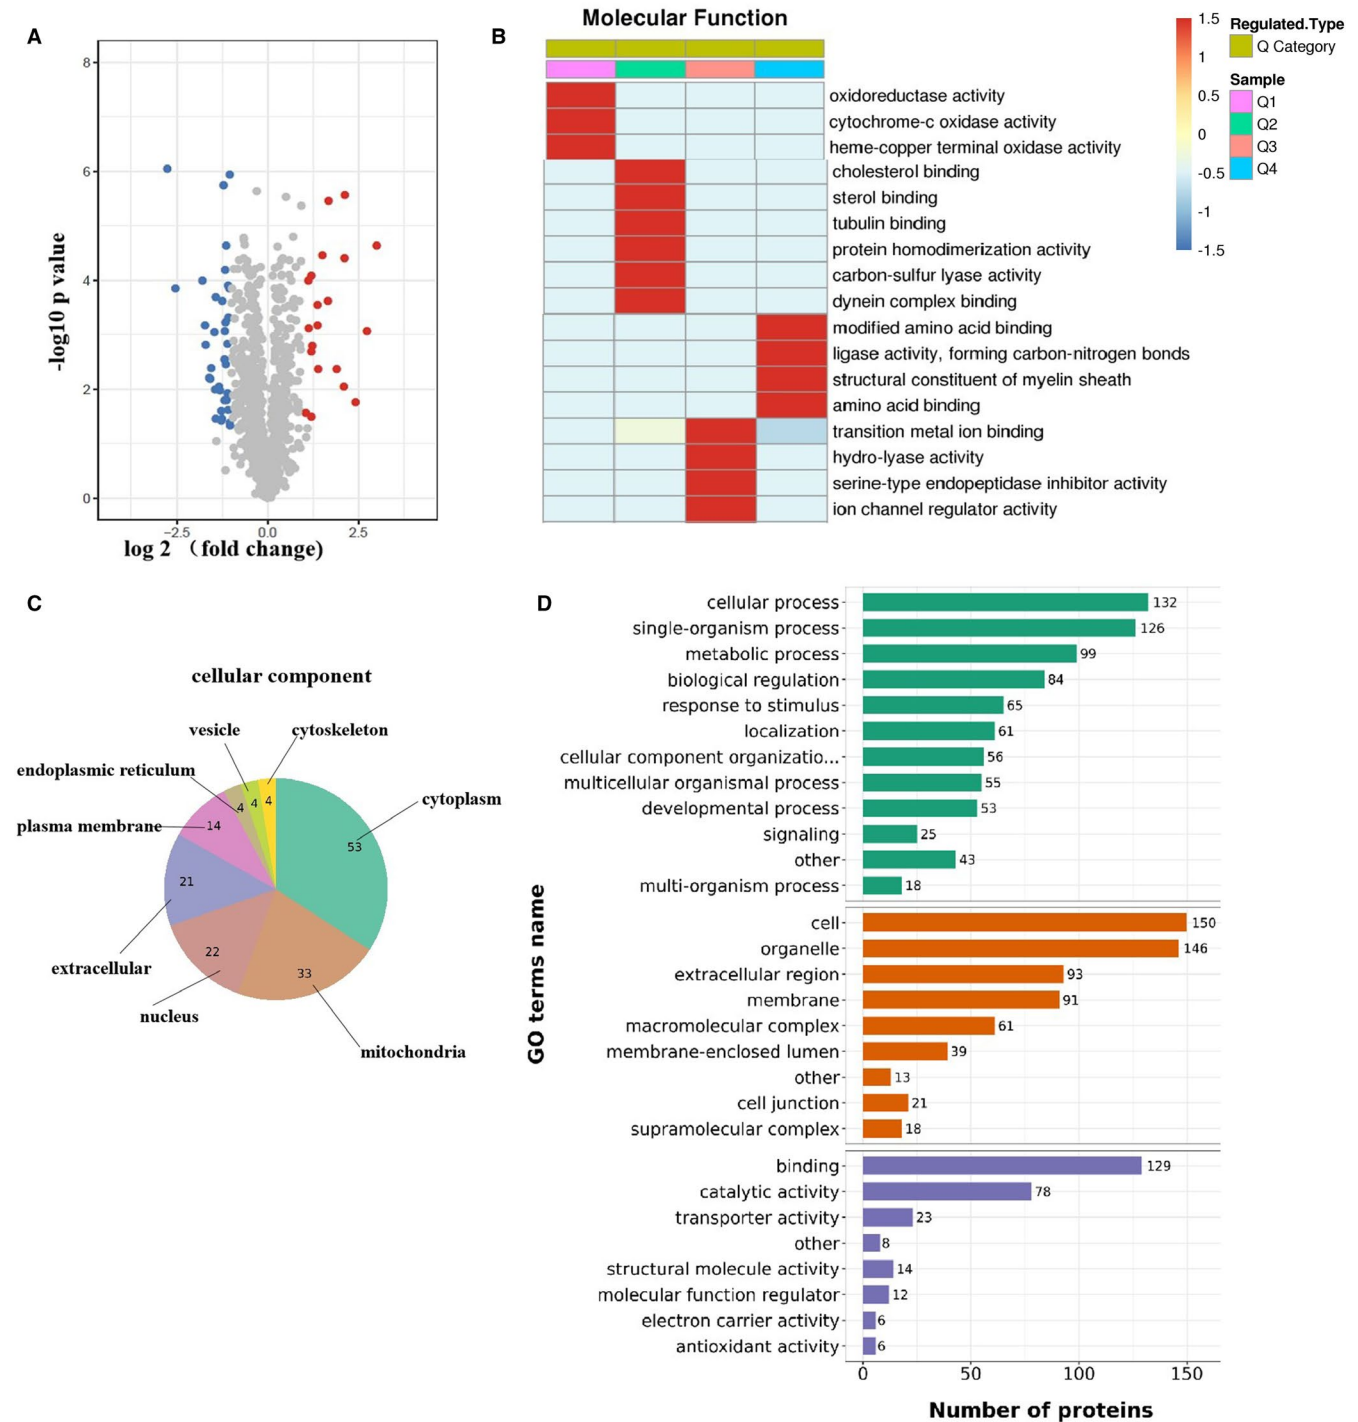 A
8
6
4
2
0
-log10 p value
−2.5
0.0
2.5
log 2 （fold change)
B
Molecular Function
oxidoreductase activity
cytochrome-c oxidase activity
heme-copper terminal oxidase activity
cholesterol binding
sterol binding
tubulin binding
protein homodimerization activity
carbon-sulfur lyase activity
dynein complex binding
modified amino acid binding
ligase activity, forming carbon-nitrogen bonds
structural constituent of myelin sheath
amino acid binding
transition metal ion binding
hydro-lyase activity
serine-type endopeptidase inhibitor activity
ion channel regulator activity
1.5
1
0.5
0
-0.5
-1
-1.5
Regulated.Type
Q Category
Sample
Q1
Q2
Q3
Q4
C
cellular component
vesicle
cytoskeleton
endoplasmic reticulum
cytoplasm
plasma membrane
extracellular
nucleus
mitochondria
4
4
4
14
53
21
22
33
D
GO terms name
cellular process 132
single-organism process 126
metabolic process 99
biological regulation 84
response to stimulus 65
localization 61
cellular component organizatio... 56
multicellular organismal process 55
developmental process 53
signaling 25
other 43
multi-organism process 18
cell 150
organelle 146
extracellular region 93
membrane 91
macromolecular complex 61
membrane-enclosed lumen 39
other 13
cell junction 21
supramolecular complex 18
binding 129
catalytic activity 78
transporter activity 23
other 8
structural molecule activity 14
molecular function regulator 12
electron carrier activity 6
antioxidant activity 6
0 50 100 150
Number of proteins